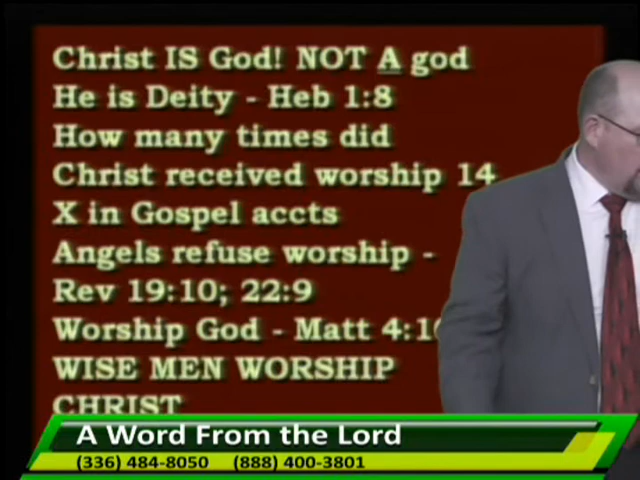 Christ IS God! NOT A god
He is Deity - Heb 1:8
How many times did
Christ received worship 14
X in Gospel accts
Angels refuse worship -
Rev 19:10; 22:9
Worship God - Matt 4:10
WISE MEN WORSHIP
CHRIST
A Word From the Lord
(336) 484-8050 (888) 400-3801